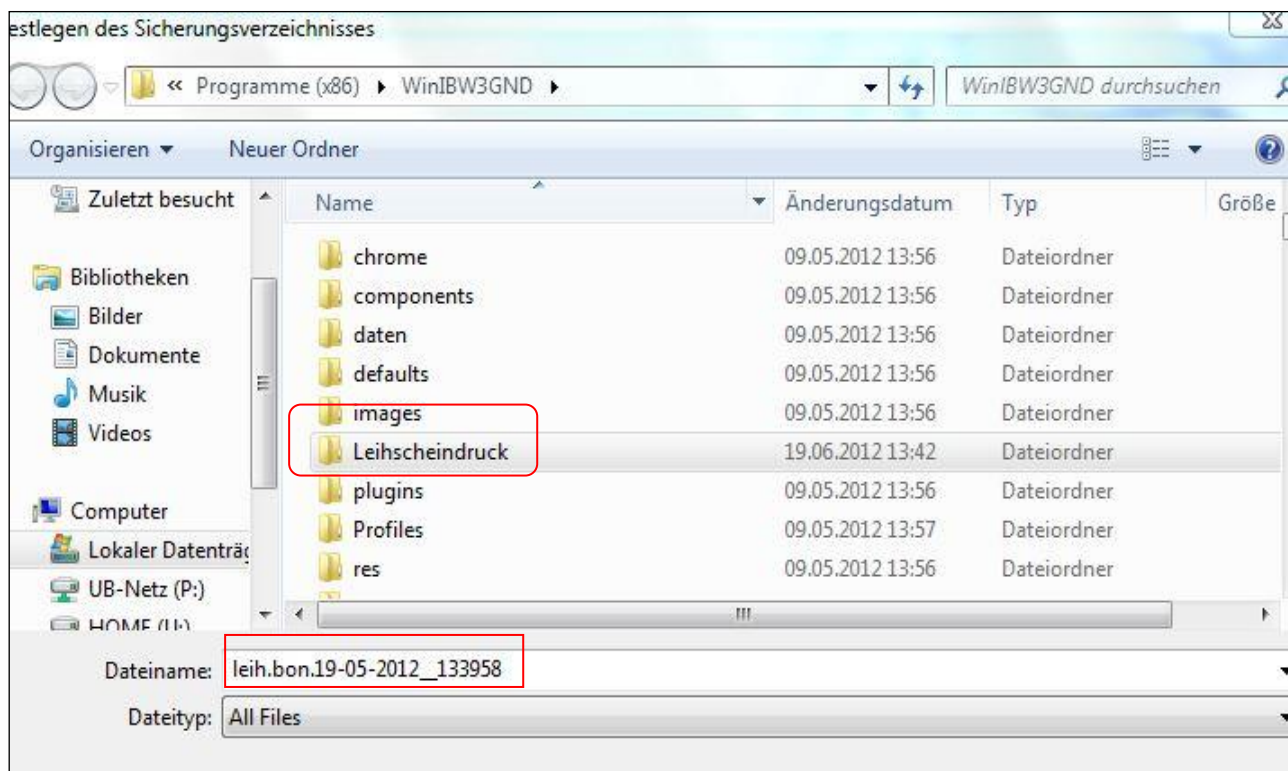 estlegen des Sicherungsverzeichnisses
« Programme (x86) WinIBW3GND
WinIBW3GND durchsuchen
Organisieren Neuer Ordner
Name Änderungsdatum Typ Größe
Zuletzt besucht
Bibliotheken
Bilder
Dokumente
Musik
Videos
Computer
Lokaler Datenträg
UB-Netz (P:)
HOME (U:)
chrome 09.05.2012 13:56 Dateiordner
components 09.05.2012 13:56 Dateiordner
daten 09.05.2012 13:56 Dateiordner
defaults 09.05.2012 13:56 Dateiordner
images 09.05.2012 13:56 Dateiordner
Leihscheindruck 19.06.2012 13:42 Dateiordner
plugins 09.05.2012 13:56 Dateiordner
Profiles 09.05.2012 13:57 Dateiordner
res 09.05.2012 13:56 Dateiordner
Dateiname: leih.bon.19-05-2012__133958
Dateityp: All Files